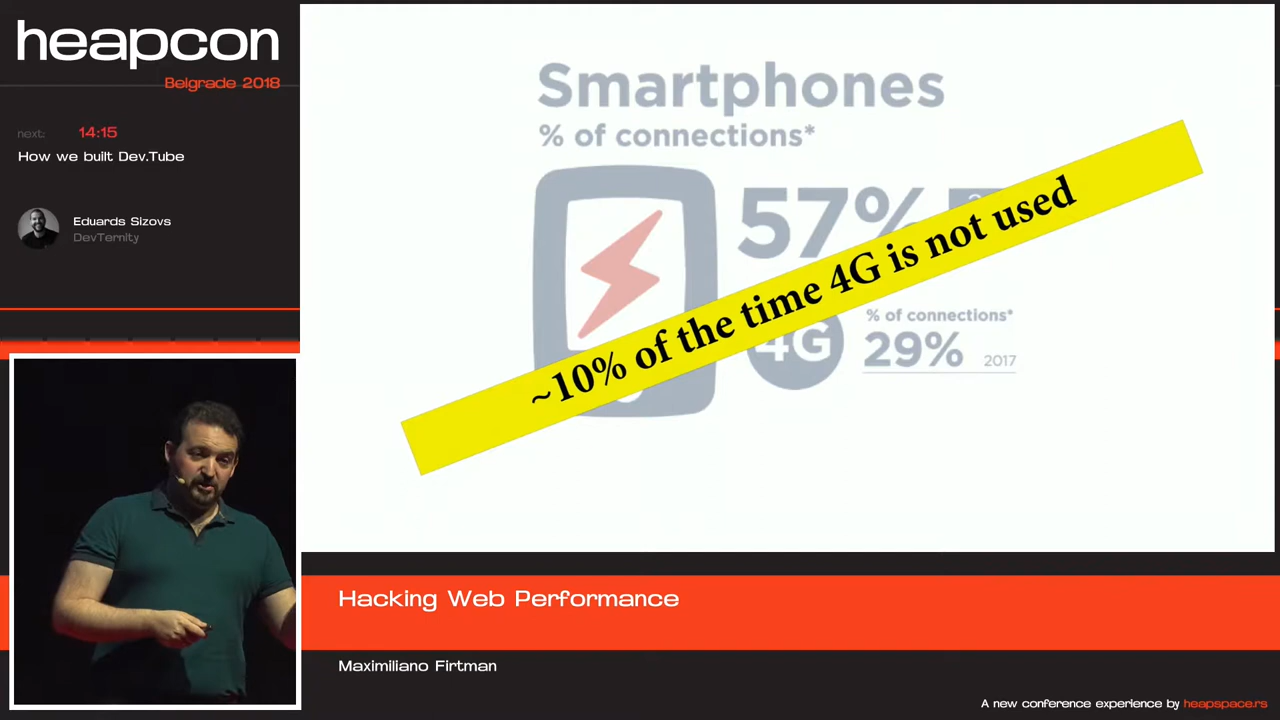 heapcon
Belgrade 2018
next: 14:15
How we built Dev.Tube
Eduards Sizovs
DevTernity
Smartphones
% of connections*
57%
~10% of the time 4G is not used
4G
% of connections*
29% 2017
Hacking Web Performance
Maximiliano Firtman
A new conference experience by heapspace.rs